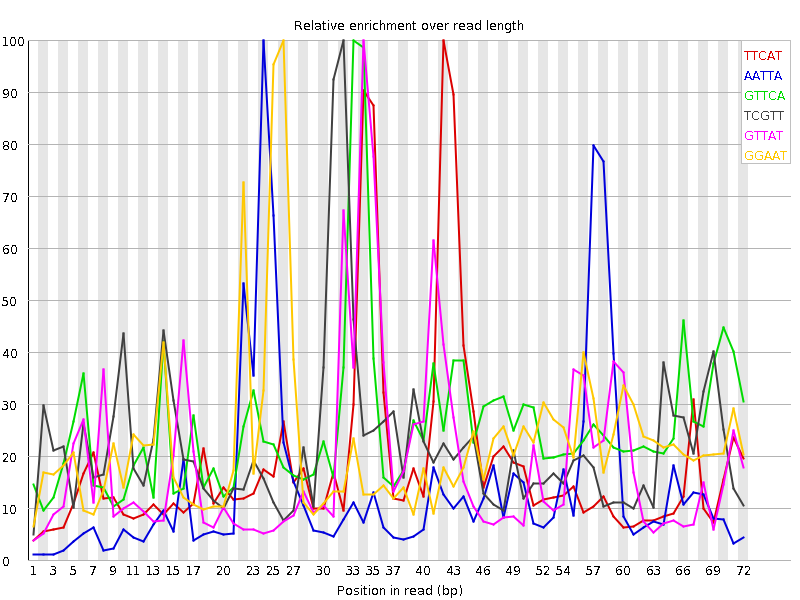 Relative enrichment over read length
100
90
80
70
60
50
40
30
20
10
0
TTCAT
AATTA
GTTCA
TCGTT
GTTAT
GGAAT
1 3 5 7 9 11 13 15 17 20 23 25 27 30 33 35 37 40 43 46 49 52 54 57 60 63 66 69 72
Position in read (bp)